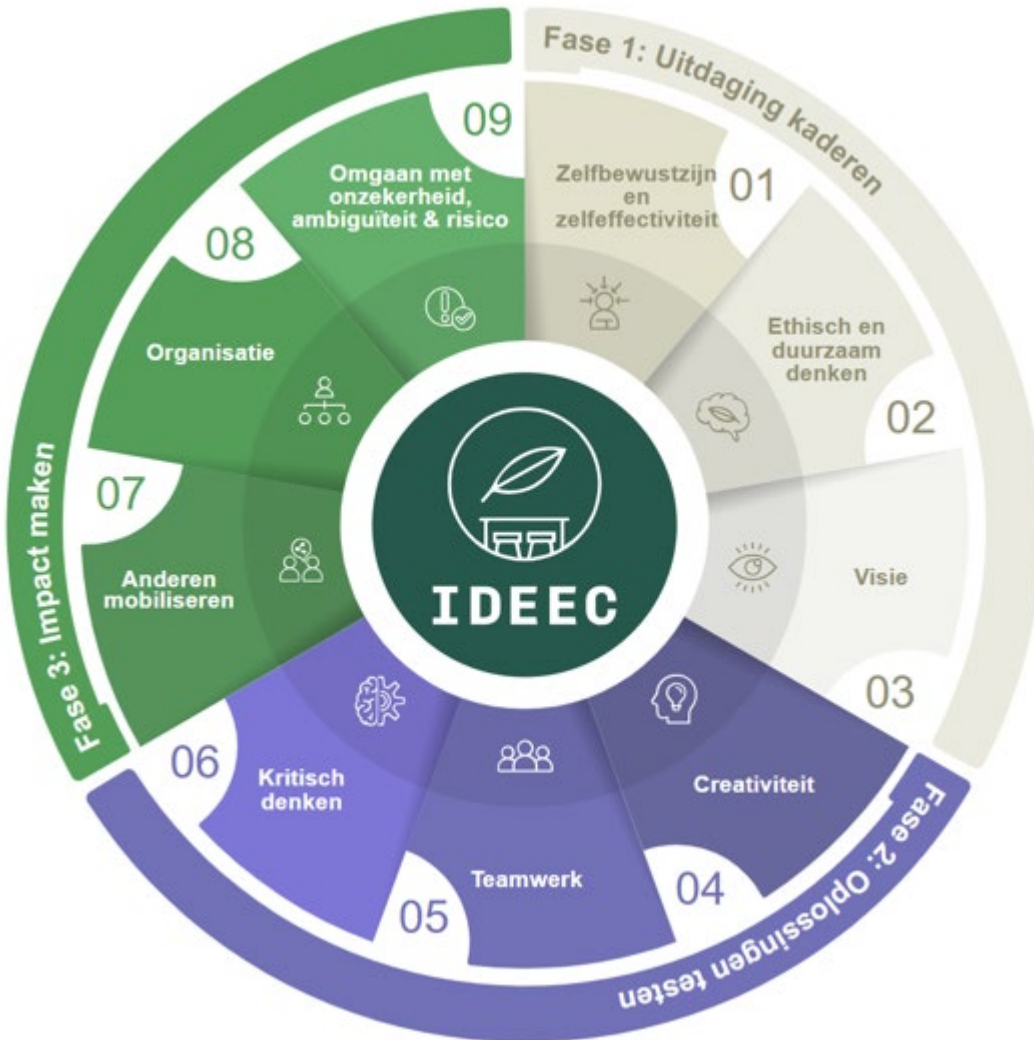 Fase 1: Uitdaging kaderen
01
Zelfbewustzijn
en
zelfeffectiviteit
02
Ethisch en
duurzaam
denken
03
Visie
Fase 2: Oplossingen testen
04
Creativiteit
05
Teamwerk
06
Kritisch
denken
Fase 3: Impact maken
07
Anderen
mobiliseren
08
Organisatie
09
Omgaan met
onzekerheid,
ambiguïteit & risico
IDEEC